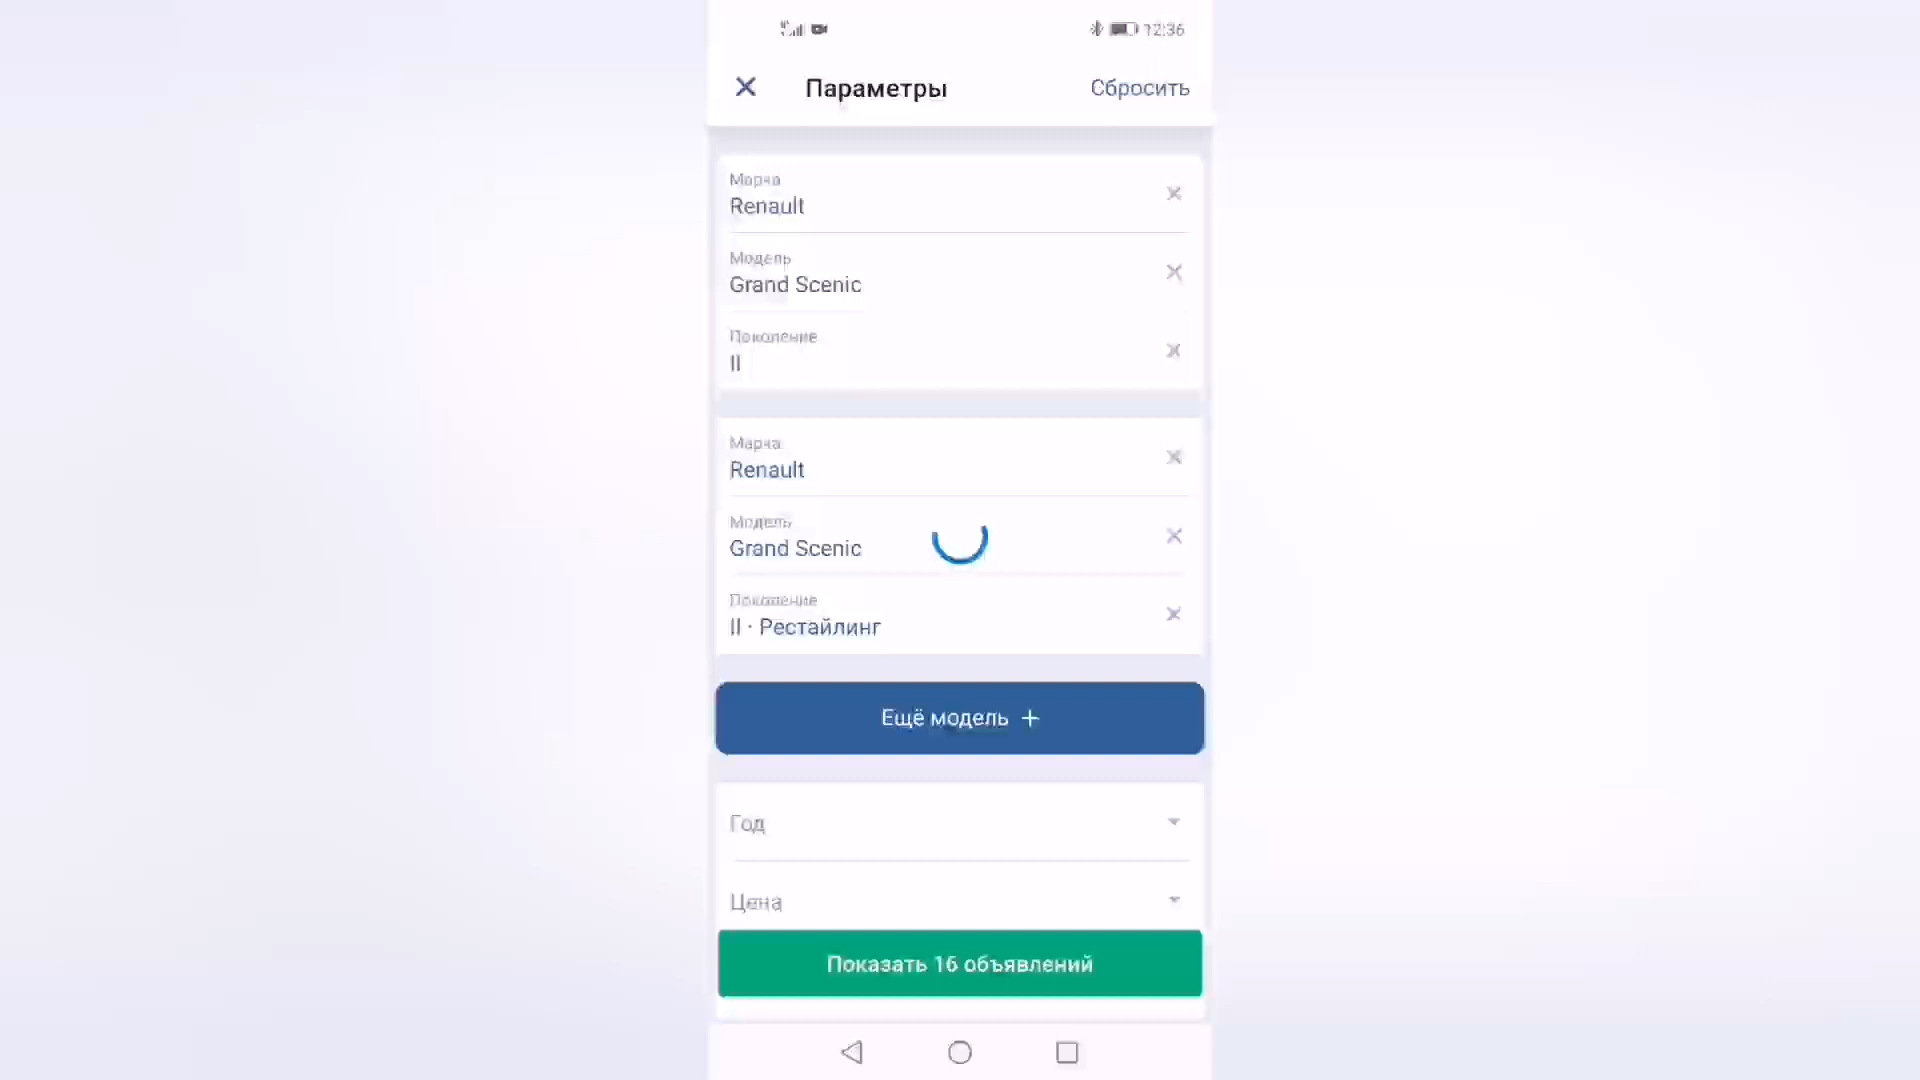 12:36
Параметры
Сбросить
Марка
Renault
Модель
Grand Scenic
Поколение
II
Марка
Renault
Модель
Grand Scenic
Поколение
II · Рестайлинг
Ещё модель +
Год
Цена
Показать 16 объявлений